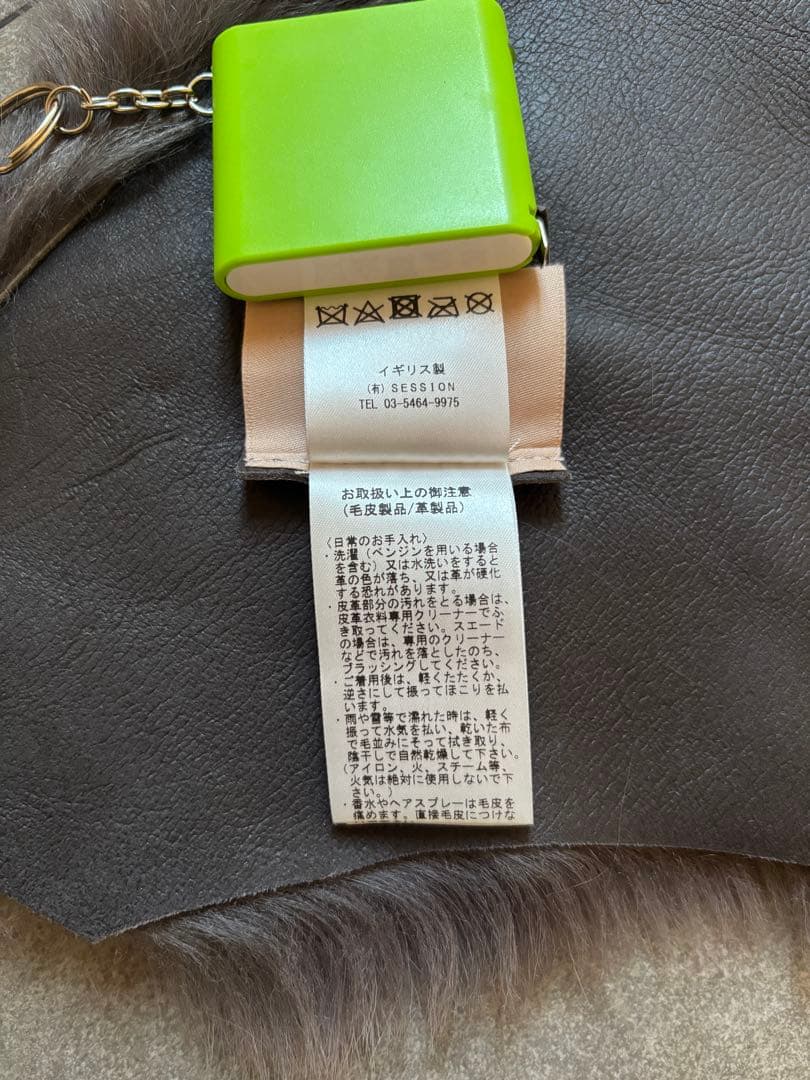 イギリス製
(有) SESSION
TEL 03-5464-9975
お取扱い上の御注意
(毛皮製品/革製品)
〈日常のお手入れ〉
・洗濯(ベンジンを用いる場合
を含む)又は水洗いをすると
革の色が落ち、又は革が硬化
する恐れがあります。
・皮革部分の汚れをとる場合は、
皮革衣料専用クリーナーでふ
き取ってください。スエード
の場合は、専用のクリーナー
などで汚れを落としたのち、
ブラッシングしてください。
・ご着用後は、軽くたたくか、
逆さにして振ってほこりを払
います。
・雨や雪等で濡れた時は、軽く
振って水気を払い、乾いた布
で毛並みにそって拭き取り、
陰干しで自然乾燥して下さい。
(アイロン、火、スチーム等、
火気は絶対に使用しないで下
さい。)
・香水やヘアスプレーは毛皮を
痛めます。直接毛皮につけな